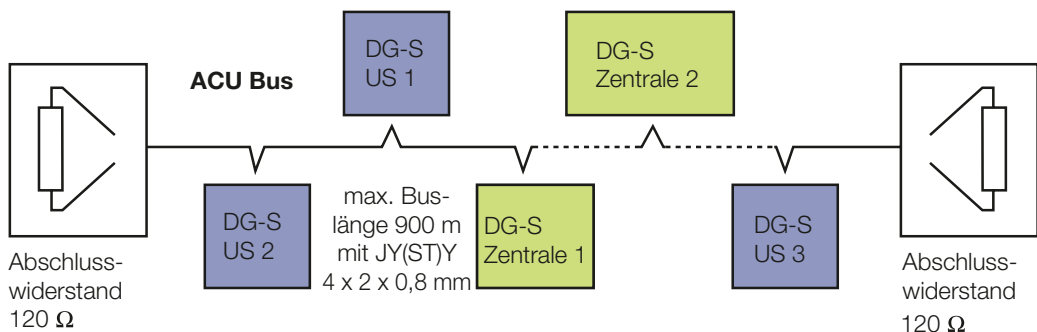 ACU Bus
DG-S
US 1
DG-S
Zentrale 2
DG-S
US 2
max. Bus-
länge 900 m
mit JY(ST)Y
4 x 2 x 0,8 mm
DG-S
Zentrale 1
DG-S
US 3
Abschluss-
widerstand
120 Ω
Abschluss-
widerstand
120 Ω